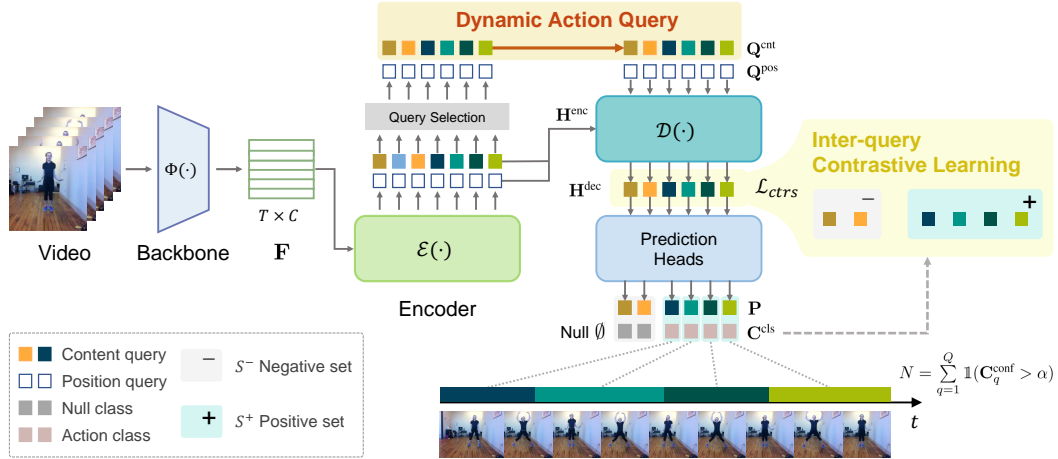 Dynamic Action Query
Q^cnt
Q^pos
Query Selection
H^enc
𝒟(·)
Inter-query
Contrastive Learning
Φ(·)
H^dec
ℒ_ctrs
−
+
T × C
Video
Backbone
F
ℰ(·)
Encoder
Prediction
Heads
P
Null ∅
C^cls
Content query
Position query
Null class
Action class
−
S^− Negative set
+
S^+ Positive set
N = ∑_{q=1}^{Q} 𝟙(C_q^conf > α)
t